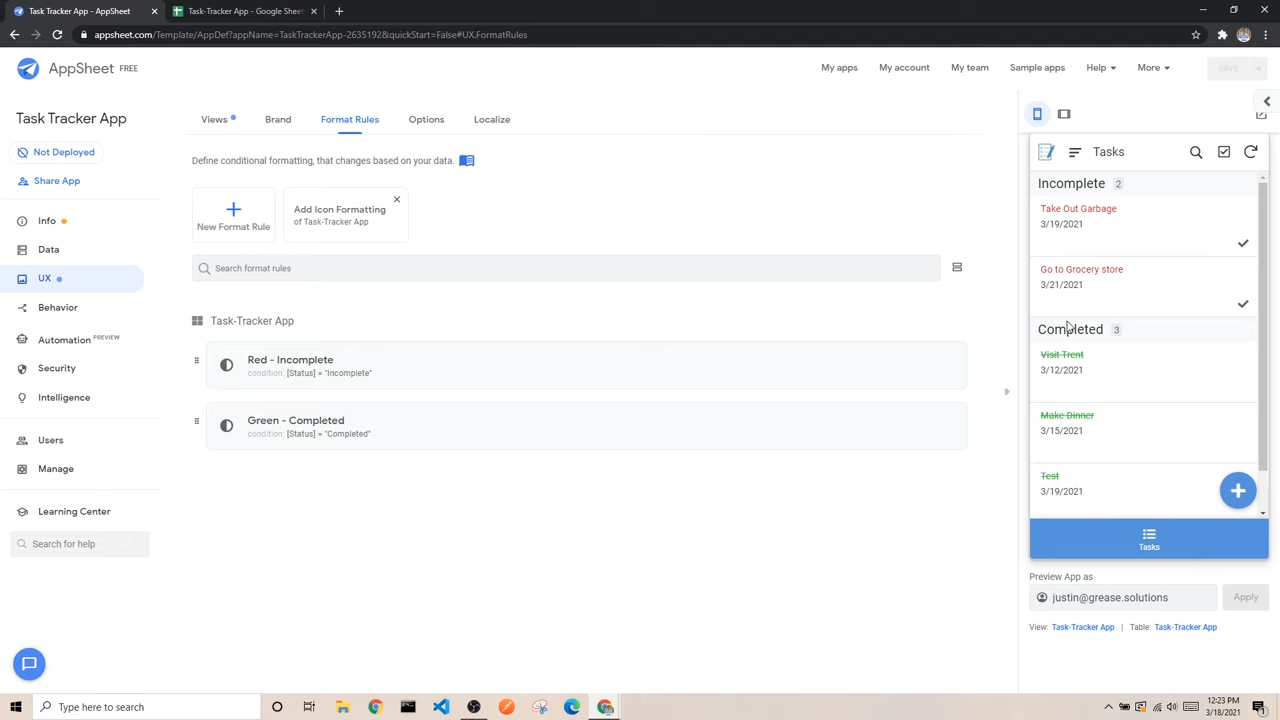 Task Tracker App
Task-Tracker App - Google Sheet
appsheet.com/Template/AppDef?appName=TaskTrackerApp-2635192&quickStart=False#UX.FormatRules
AppSheet FREE
My apps
My account
My team
Sample apps
Help
More
SAVE
Task Tracker App
Not Deployed
Share App
Info
Data
UX
Behavior
Automation PREVIEW
Security
Intelligence
Users
Manage
Learning Center
Search for help
Views
Brand
Format Rules
Options
Localize
Define conditional formatting, that changes based on your data.
New Format Rule
Add Icon Formatting
of Task-Tracker App
Search format rules
Task-Tracker App
Red - Incomplete
condition: [Status] = "Incomplete"
Green - Completed
condition: [Status] = "Completed"
Tasks
Incomplete 2
Take Out Garbage
3/19/2021
Go to Grocery store
3/21/2021
Completed 3
Visit Trent
3/12/2021
Make Dinner
3/15/2021
Test
3/19/2021
Tasks
Preview App as
justin@grease.solutions
Apply
View: Task-Tracker App | Table: Task-Tracker App
Type here to search
12:23 PM
3/18/2021